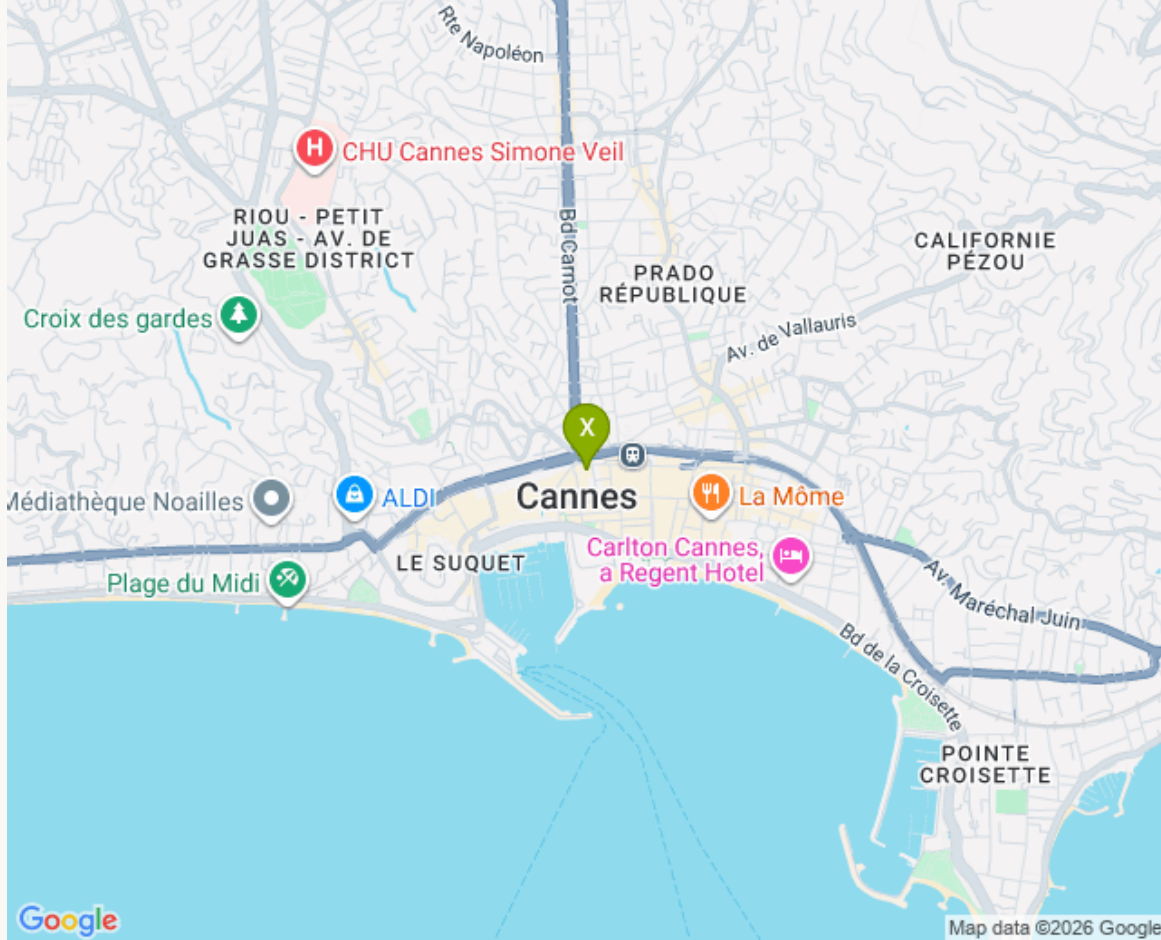 Rte Napoléon
H
CHU Cannes Simone Veil
RIOU - PETIT
JUAS - AV. DE
GRASSE DISTRICT
Bd Carnot
CALIFORNIE
PÉZOU
PRADO
RÉPUBLIQUE
Croix des gardes
Av. de Vallauris
X
Médiathèque Noailles
ALDI
Cannes
La Môme
LE SUQUET
Carlton Cannes,
a Regent Hotel
Plage du Midi
Av. Maréchal Juin
Bd de la Croisette
POINTE
CROISETTE
Google
Map data ©2026 Google